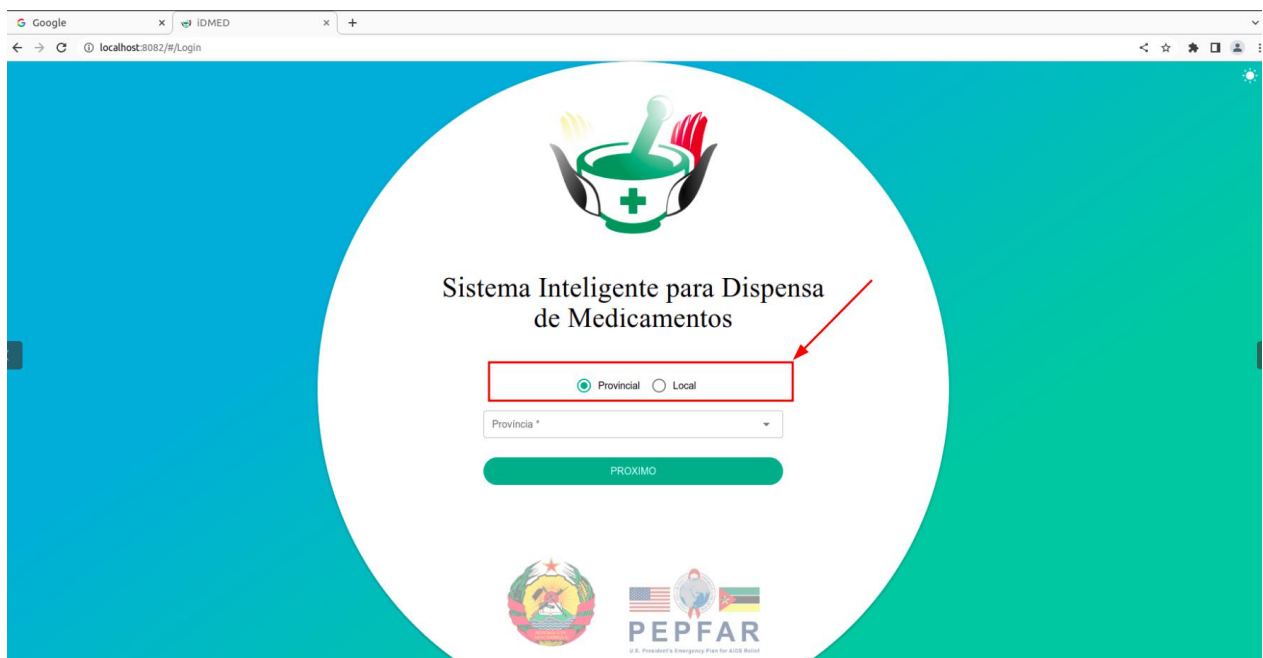 Google
iDMED
localhost:8082/#/Login
Sistema Inteligente para Dispensa
de Medicamentos
Provincial Local
Província *
PROXIMO
PEPFAR
U.S. President's Emergency Plan for AIDS Relief